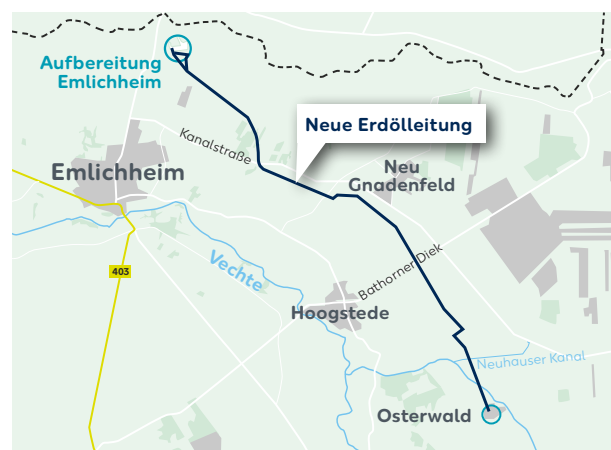 Aufbereitung
Emlichheim
Kanalstraße
Neue Erdölleitung
Emlichheim
Neu
Gnadenfeld
403
Vechte
Bathorner Diek
Hoogstede
Neuhauser Kanal
Osterwald